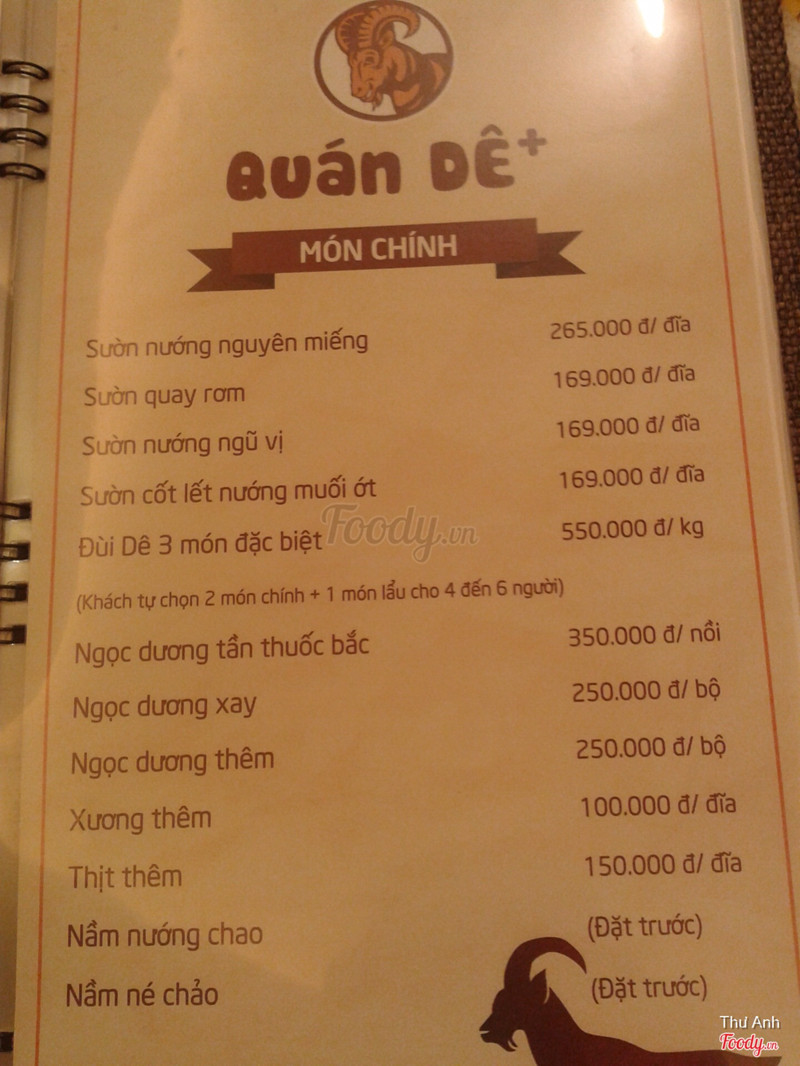 QUÁN DÊ+
MÓN CHÍNH
Sườn nướng nguyên miếng 265.000 đ/ đĩa
Sườn quay rơm 169.000 đ/ đĩa
Sườn nướng ngũ vị 169.000 đ/ đĩa
Sườn cốt lết nướng muối ớt 169.000 đ/ đĩa
Đùi Dê 3 món đặc biệt 550.000 đ/ kg
Foody.vn
(Khách tự chọn 2 món chính + 1 món lẩu cho 4 đến 6 người)
Ngọc dương tần thuốc bắc 350.000 đ/ nồi
Ngọc dương xay 250.000 đ/ bộ
Ngọc dương thêm 250.000 đ/ bộ
Xương thêm 100.000 đ/ đĩa
Thịt thêm 150.000 đ/ đĩa
Nầm nướng chao (Đặt trước)
Nầm né chảo (Đặt trước)
Thư Anh
Foody.vn